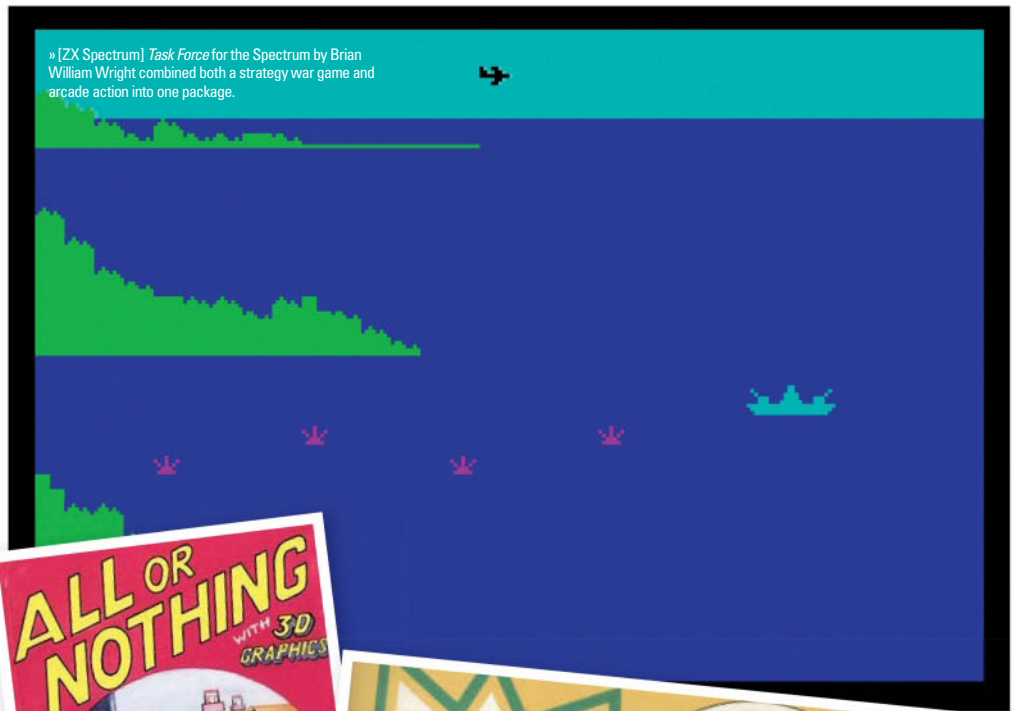 » [ZX Spectrum] Task Force for the Spectrum by Brian
William Wright combined both a strategy war game and
arcade action into one package.
ALL OR
NOTHING
WITH 3D
GRAPHICS